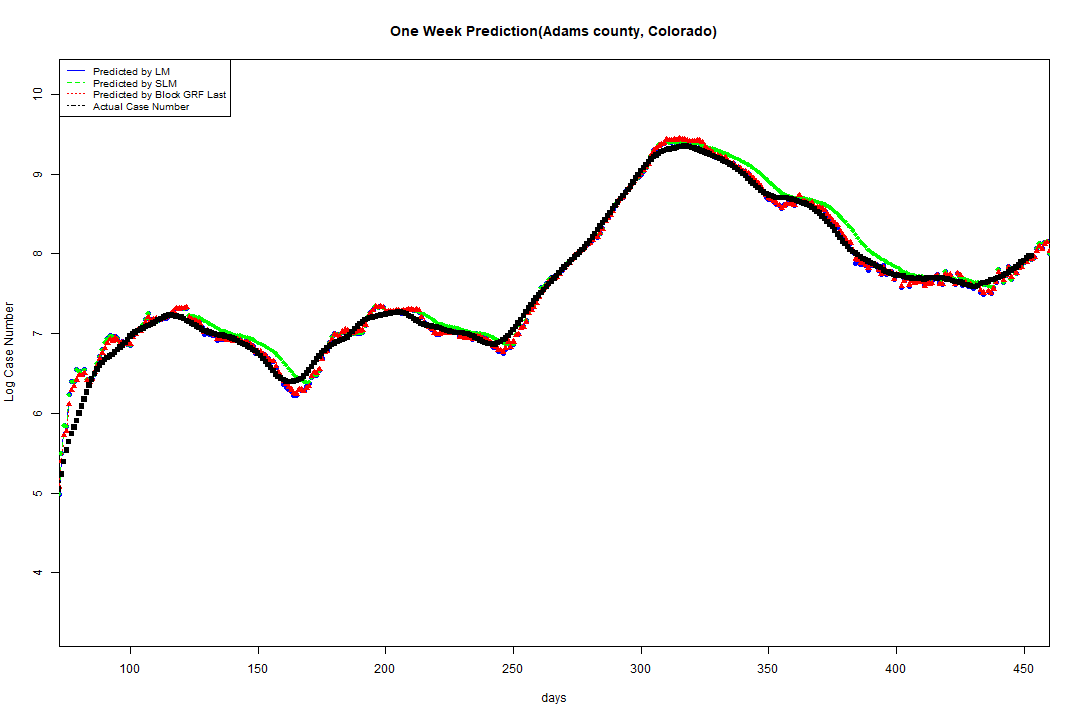 One Week Prediction(Adams county, Colorado)
Predicted by LM
Predicted by SLM
Predicted by Block GRF Last
Actual Case Number
10
9
8
7
6
5
4
Log Case Number
100 150 200 250 300 350 400 450
days